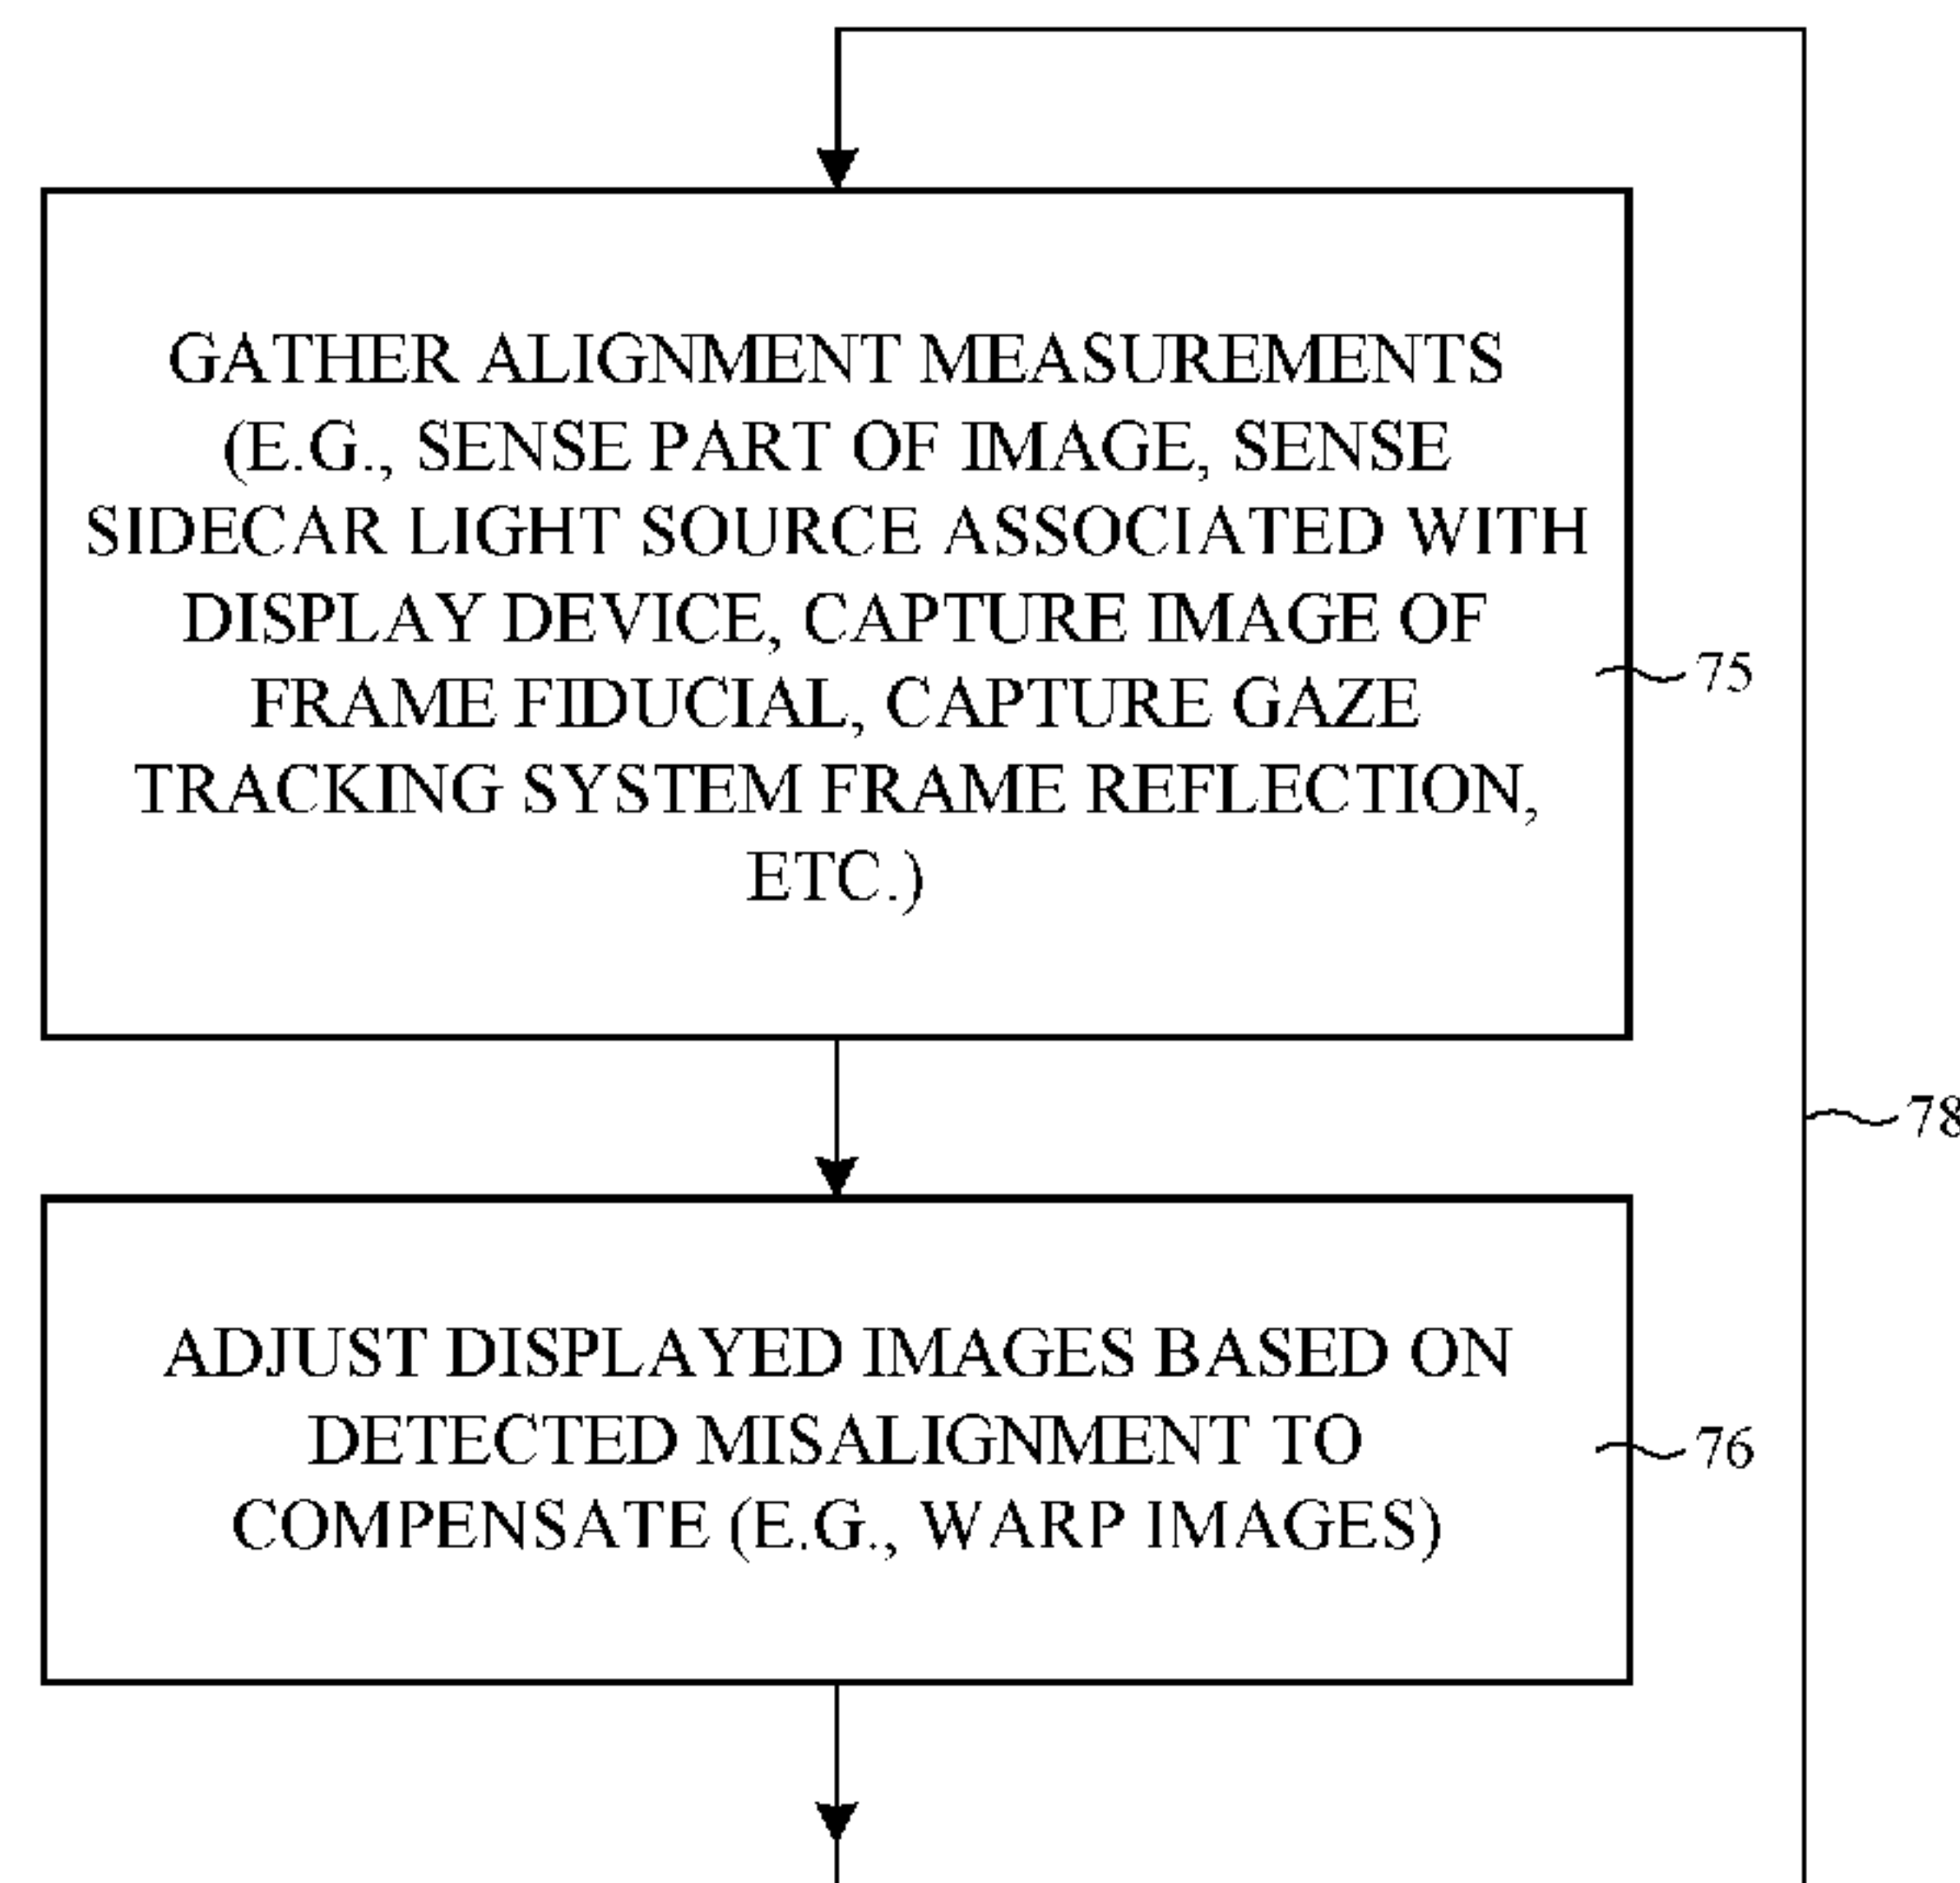 GATHER ALIGNMENT MEASUREMENTS
(E.G., SENSE PART OF IMAGE, SENSE
SIDECAR LIGHT SOURCE ASSOCIATED WITH
DISPLAY DEVICE, CAPTURE IMAGE OF
FRAME FIDUCIAL, CAPTURE GAZE
TRACKING SYSTEM FRAME REFLECTION,
ETC.)
75
78
ADJUST DISPLAYED IMAGES BASED ON
DETECTED MISALIGNMENT TO
COMPENSATE (E.G., WARP IMAGES)
76